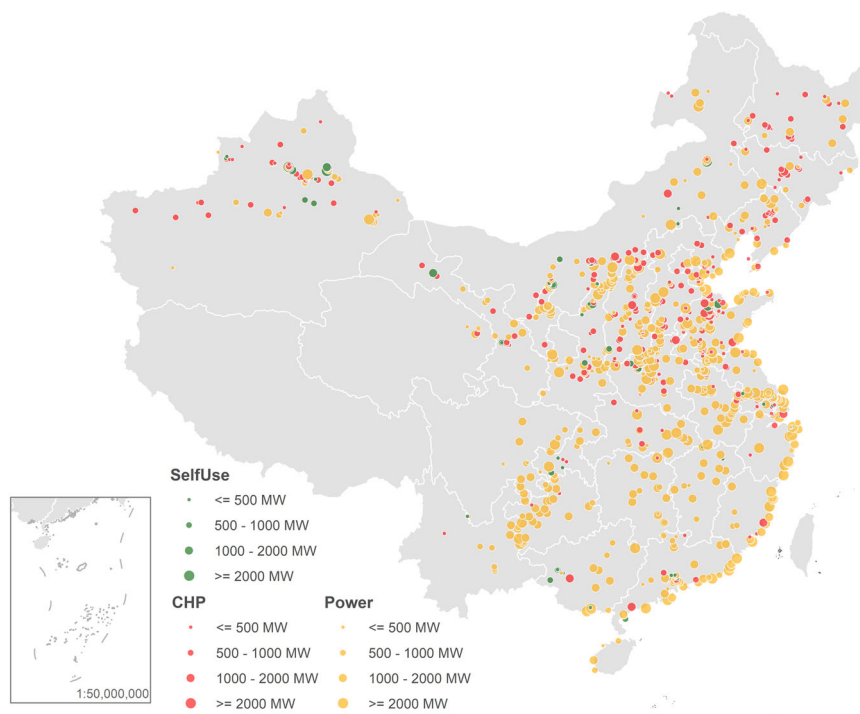 SelfUse
<= 500 MW
500 - 1000 MW
1000 - 2000 MW
>= 2000 MW
CHP
<= 500 MW
500 - 1000 MW
1000 - 2000 MW
>= 2000 MW
Power
<= 500 MW
500 - 1000 MW
1000 - 2000 MW
>= 2000 MW
1:50,000,000